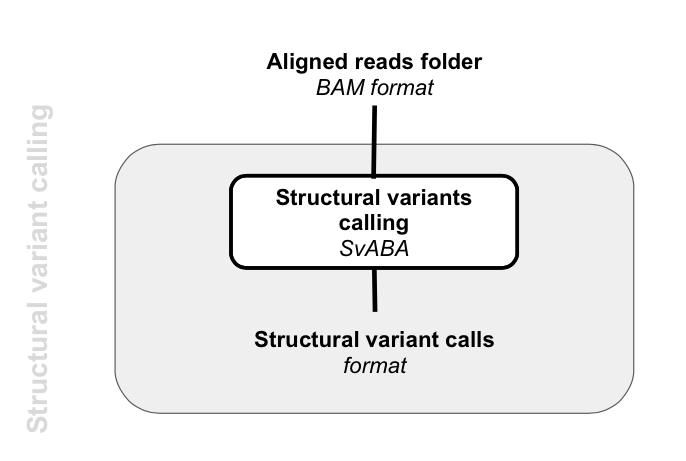 Structural variant calling
Aligned reads folder
BAM format
Structural variants
calling
SvABA
Structural variant calls
format